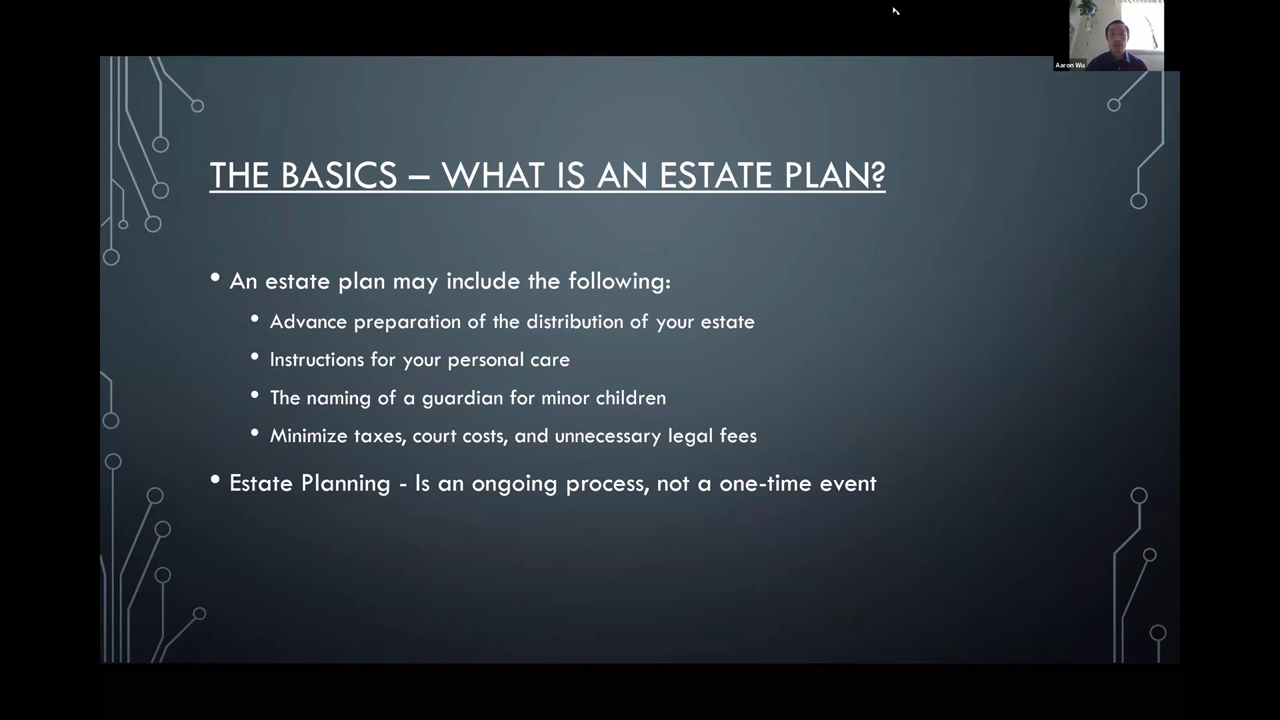 Aaron Wu
THE BASICS – WHAT IS AN ESTATE PLAN?
• An estate plan may include the following:
• Advance preparation of the distribution of your estate
• Instructions for your personal care
• The naming of a guardian for minor children
• Minimize taxes, court costs, and unnecessary legal fees
• Estate Planning - Is an ongoing process, not a one-time event